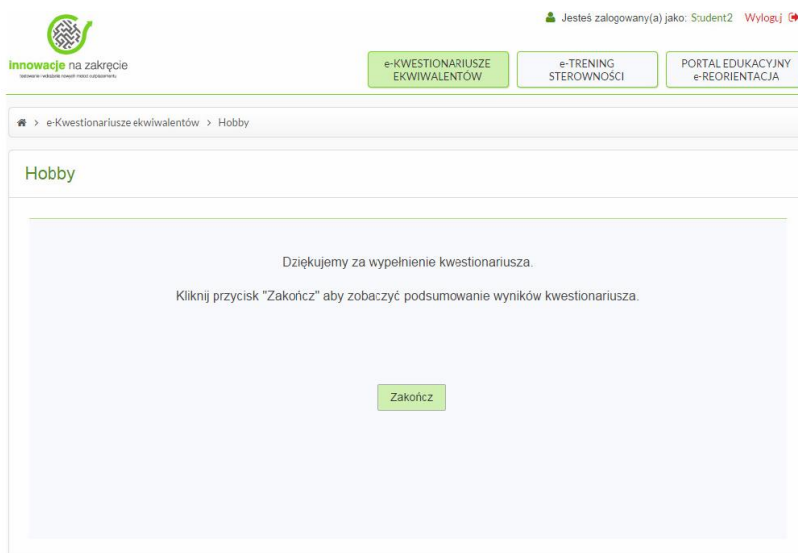 Jesteś zalogowany(a) jako: Student2 Wyloguj
innowacje na zakręcie
e-KWESTIONARIUSZE
EKWIWALENTÓW
e-TRENING
STEROWNOŚCI
PORTAL EDUKACYJNY
e-REORIENTACJA
> e-Kwestionariusze ekwiwalentów > Hobby
Hobby
Dziękujemy za wypełnienie kwestionariusza.
Kliknij przycisk "Zakończ" aby zobaczyć podsumowanie wyników kwestionariusza.
Zakończ